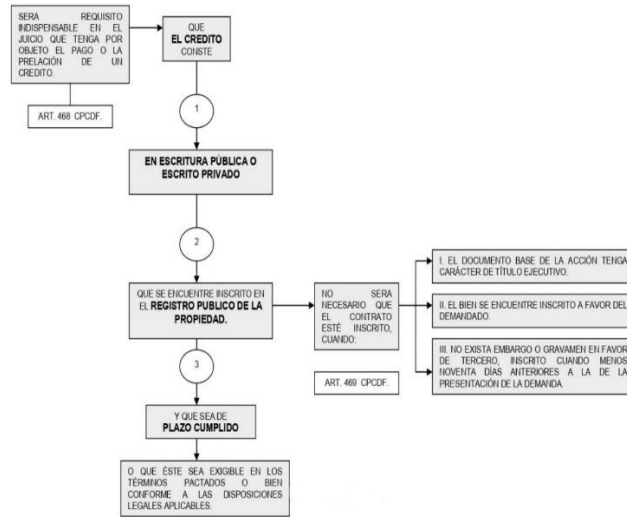 SERA REQUISITO
INDISPENSABLE EN EL
JUICIO QUE TENGA POR
OBJETO EL PAGO O LA
PRELACIÓN DE UN
CREDITO.
ART. 468 CPCDF.
QUE
EL CREDITO
CONSTE
1
EN ESCRITURA PÚBLICA O
ESCRITO PRIVADO
2
QUE SE ENCUENTRE INSCRITO EN
EL REGISTRO PUBLICO DE LA
PROPIEDAD.
NO SERA
NECESARIO QUE
EL CONTRATO
ESTÉ INSCRITO,
CUANDO:
ART. 469 CPCDF.
I. EL DOCUMENTO BASE DE LA ACCIÓN TENGA
CARÁCTER DE TÍTULO EJECUTIVO.
II. EL BIEN SE ENCUENTRE INSCRITO A FAVOR DEL
DEMANDADO.
III. NO EXISTA EMBARGO O GRAVAMEN EN FAVOR
DE TERCERO, INSCRITO CUANDO MENOS
NOVENTA DÍAS ANTERIORES A LA DE LA
PRESENTACIÓN DE LA DEMANDA.
3
Y QUE SEA DE
PLAZO CUMPLIDO
O QUE ÉSTE SEA EXIGIBLE EN LOS
TÉRMINOS PACTADOS O BIEN
CONFORME A LAS DISPOSICIONES
LEGALES APLICABLES.